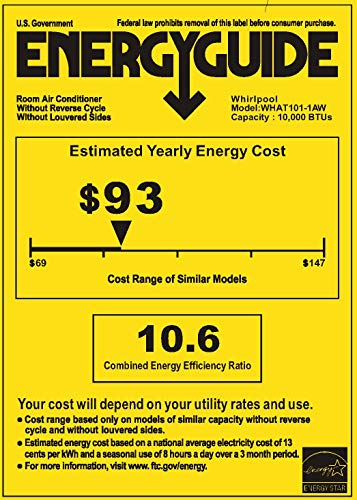 U.S. Government Federal law prohibits removal of this label before consumer purchase.
ENERGYGUIDE
Room Air Conditioner
Without Reverse Cycle
Without Louvered Sides
Whirlpool
Model:WHAT101-1AW
Capacity : 10,000 BTUs
Estimated Yearly Energy Cost
$93
$69 $147
Cost Range of Similar Models
10.6
Combined Energy Efficiency Ratio
Your cost will depend on your utility rates and use.
● Cost range based only on models of similar capacity without reverse
cycle and without louvered sides.
● Estimated energy cost based on a national average electricity cost of 13
cents per kWh and a seasonal use of 8 hours a day over a 3 month period.
● For more information, visit www. ftc.gov/energy.
energy
ENERGY STAR